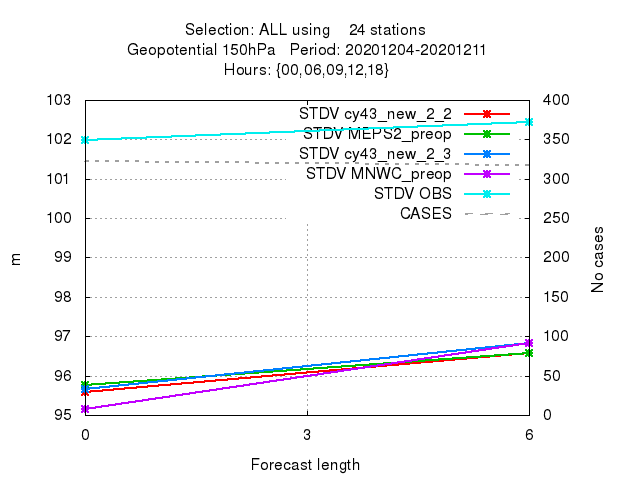 Selection: ALL using    24 stations
Geopotential 150hPa   Period: 20201204-20201211
Hours: {00,06,09,12,18}
103
102
101
100
99
98
97
96
95
400
350
300
250
200
150
100
50
0
STDV cy43_new_2_2
STDV MEPS2_preop
STDV cy43_new_2_3
STDV MNWC_preop
STDV OBS
CASES
m
No cases
0
3
6
Forecast length